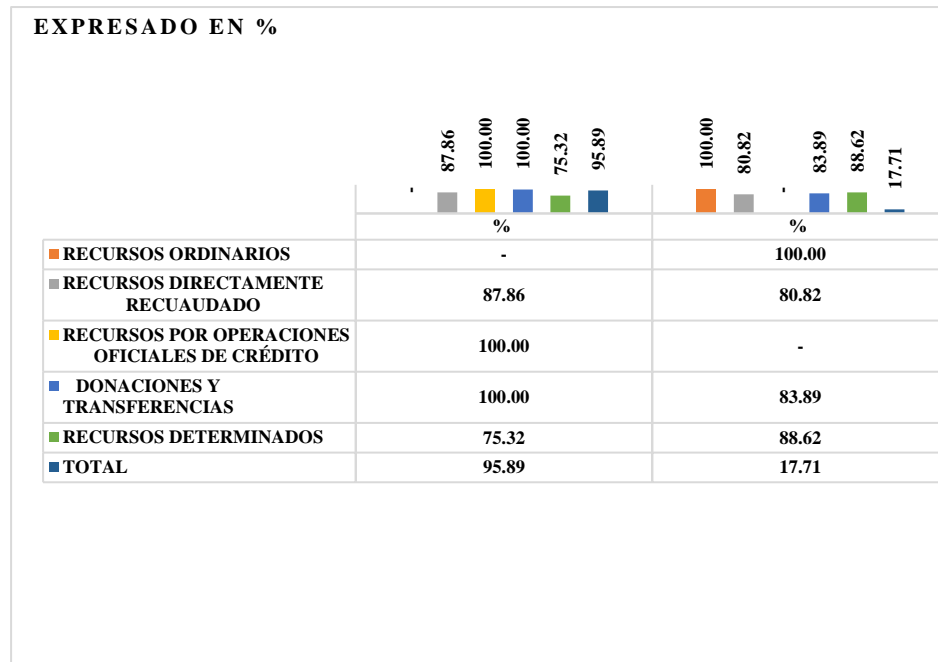 EXPRESADO EN %
- 87.86 100.00 100.00 75.32 95.89 100.00 80.82 - 83.89 88.62 17.71
% %
RECURSOS ORDINARIOS - 100.00
RECURSOS DIRECTAMENTE
RECUAUDADO 87.86 80.82
RECURSOS POR OPERACIONES
OFICIALES DE CRÉDITO 100.00 -
DONACIONES Y
TRANSFERENCIAS 100.00 83.89
RECURSOS DETERMINADOS 75.32 88.62
TOTAL 95.89 17.71